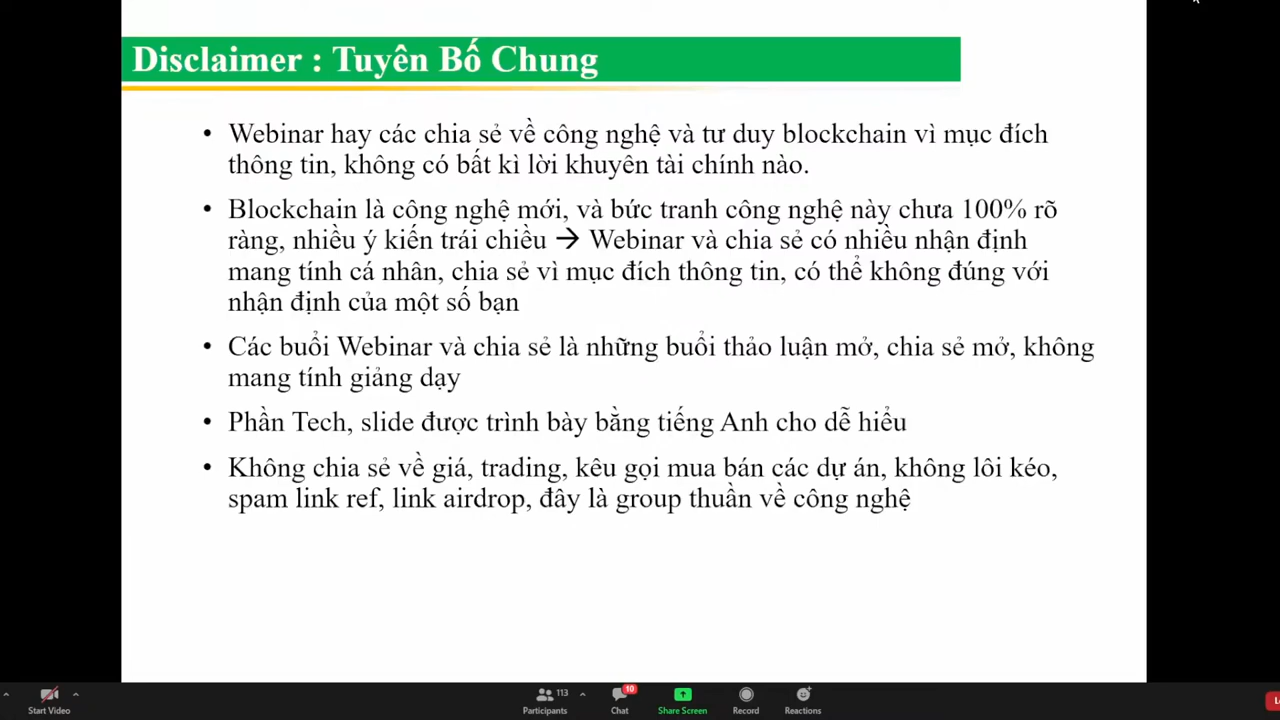 Disclaimer : Tuyên Bố Chung
• Webinar hay các chia sẻ về công nghệ và tư duy blockchain vì mục đích
thông tin, không có bất kì lời khuyên tài chính nào.
• Blockchain là công nghệ mới, và bức tranh công nghệ này chưa 100% rõ
ràng, nhiều ý kiến trái chiều → Webinar và chia sẻ có nhiều nhận định
mang tính cá nhân, chia sẻ vì mục đích thông tin, có thể không đúng với
nhận định của một số bạn
• Các buổi Webinar và chia sẻ là những buổi thảo luận mở, chia sẻ mở, không
mang tính giảng dạy
• Phần Tech, slide được trình bày bằng tiếng Anh cho dễ hiểu
• Không chia sẻ về giá, trading, kêu gọi mua bán các dự án, không lôi kéo,
spam link ref, link airdrop, đây là group thuần về công nghệ
113
10
Start Video
Participants
Chat
Share Screen
Record
Reactions